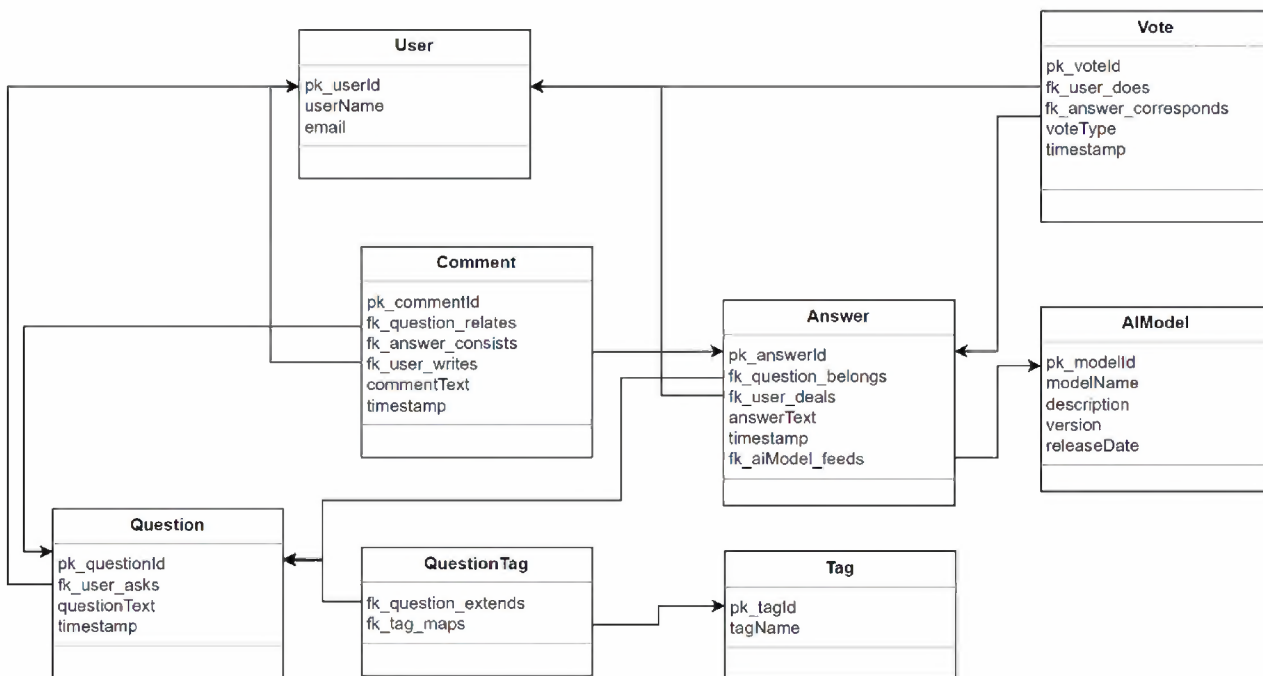 User
pk_userId
userName
email
Vote
pk_voteId
fk_user_does
fk_answer_corresponds
voteType
timestamp
Comment
pk_commentId
fk_question_relates
fk_answer_consists
fk_user_writes
commentText
timestamp
Answer
pk_answerId
fk_question_belongs
fk_user_deals
answerText
timestamp
fk_aiModel_feeds
AIModel
pk_modelId
modelName
description
version
releaseDate
Question
pk_questionId
fk_user_asks
questionText
timestamp
QuestionTag
fk_question_extends
fk_tag_maps
Tag
pk_tagId
tagName